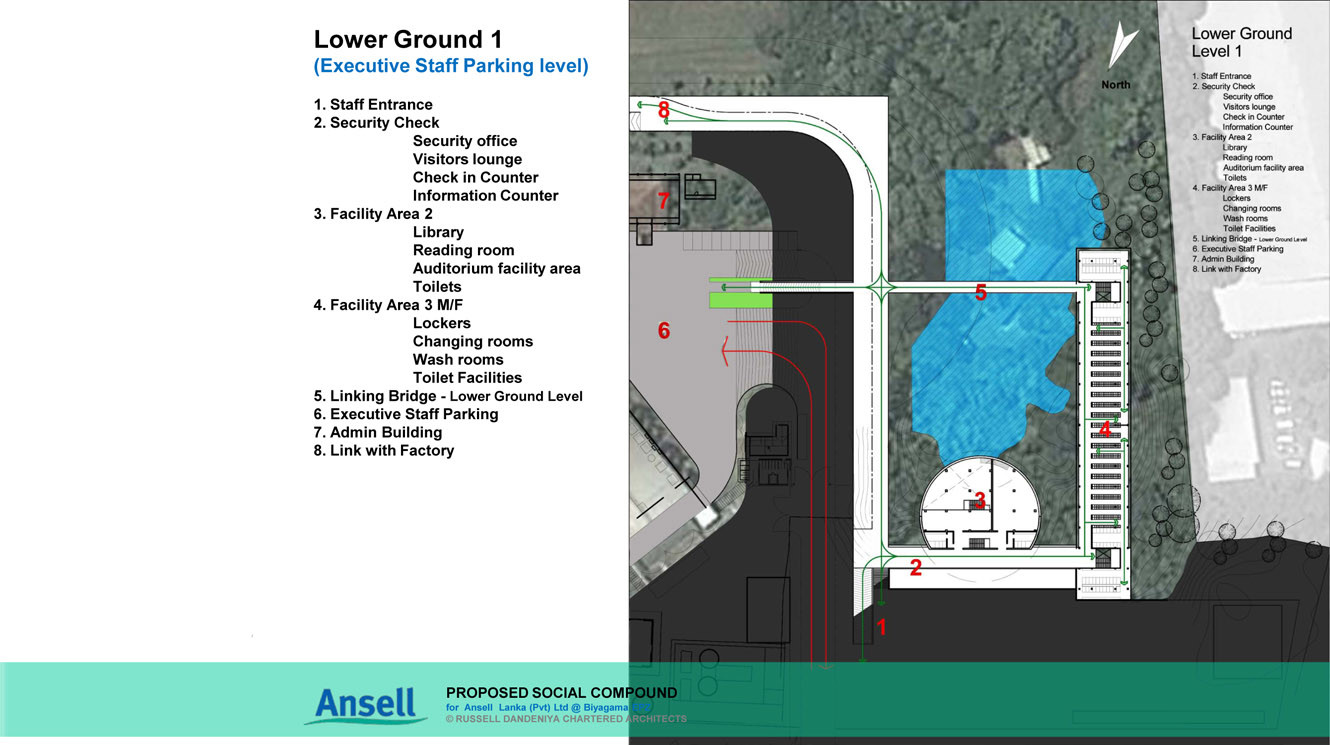 Lower Ground 1
(Executive Staff Parking level)
1. Staff Entrance
2. Security Check
Security office
Visitors lounge
Check in Counter
Information Counter
3. Facility Area 2
Library
Reading room
Auditorium facility area
Toilets
4. Facility Area 3 M/F
Lockers
Changing rooms
Wash rooms
Toilet Facilities
5. Linking Bridge - Lower Ground Level
6. Executive Staff Parking
7. Admin Building
8. Link with Factory
8
7
6
5
4
3
2
1
North
Lower Ground
Level 1
1. Staff Entrance
2. Security Check
Security office
Visitors lounge
Check in Counter
Information Counter
3. Facility Area 2
Library
Reading room
Auditorium facility area
Toilets
4. Facility Area 3 M/F
Lockers
Changing rooms
Wash rooms
Toilet Facilities
5. Linking Bridge - Lower Ground Level
6. Executive Staff Parking
7. Admin Building
8. Link with Factory
Ansell
PROPOSED SOCIAL COMPOUND
for Ansell Lanka (Pvt) Ltd @ Biyagama
© RUSSELL DANDENIYA CHARTERED ARCHITECTS